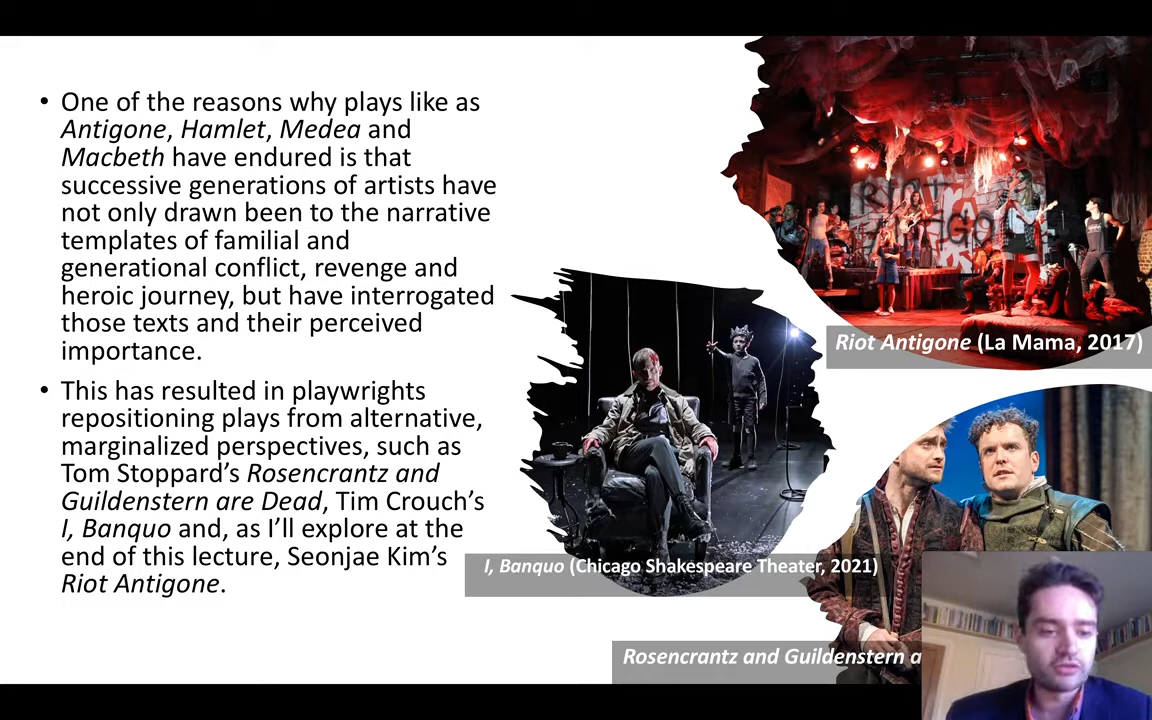 • One of the reasons why plays like as
Antigone, Hamlet, Medea and
Macbeth have endured is that
successive generations of artists have
not only drawn been to the narrative
templates of familial and
generational conflict, revenge and
heroic journey, but have interrogated
those texts and their perceived
importance.
• This has resulted in playwrights
repositioning plays from alternative,
marginalized perspectives, such as
Tom Stoppard’s Rosencrantz and
Guildenstern are Dead, Tim Crouch’s
I, Banquo and, as I’ll explore at the
end of this lecture, Seonjae Kim’s
Riot Antigone.
RIOT
ANTIGO
Riot Antigone (La Mama, 2017)
I, Banquo (Chicago Shakespeare Theater, 2021)
Rosencrantz and Guildenstern a